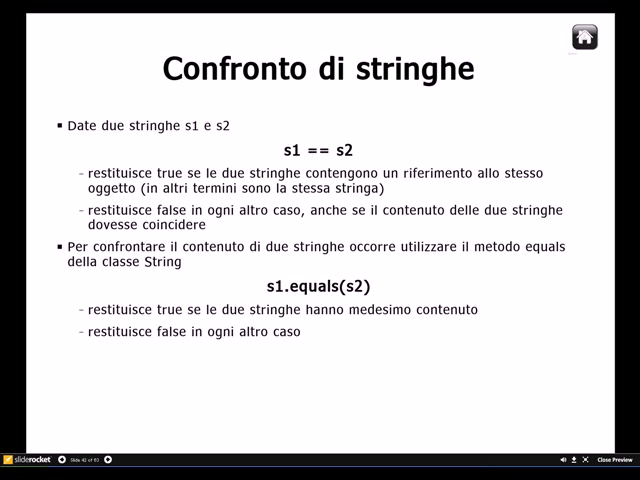 Confronto di stringhe
▪ Date due stringhe s1 e s2
s1 == s2
- restituisce true se le due stringhe contengono un riferimento allo stesso
oggetto (in altri termini sono la stessa stringa)
- restituisce false in ogni altro caso, anche se il contenuto delle due stringhe
dovesse coincidere
▪ Per confrontare il contenuto di due stringhe occorre utilizzare il metodo equals
della classe String
s1.equals(s2)
- restituisce true se le due stringhe hanno medesimo contenuto
- restituisce false in ogni altro caso
sliderocket Slide 42 of 83 Close Preview